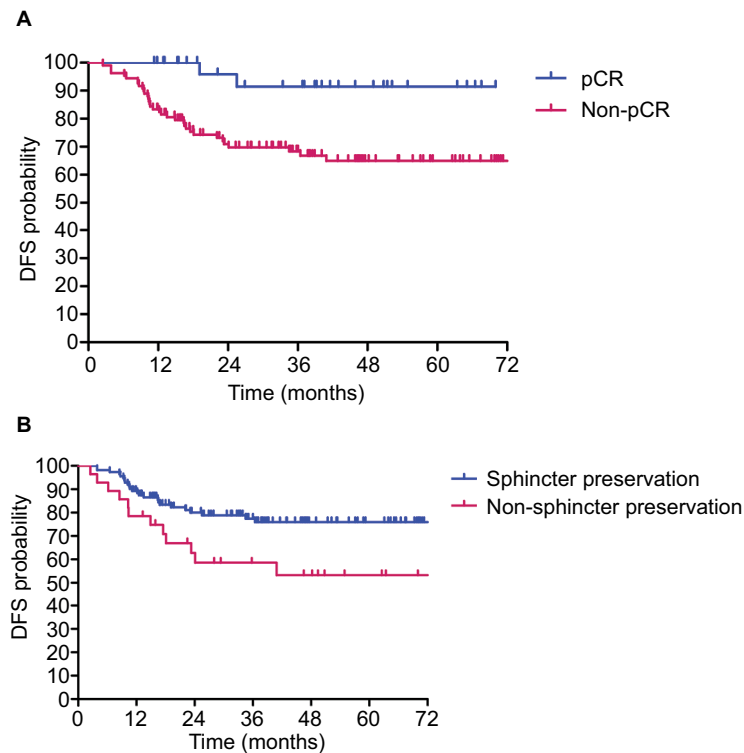 A
100
90
80
70
60
50
40
30
20
10
0
DFS probability
0 12 24 36 48 60 72
Time (months)
pCR
Non-pCR
B
100
90
80
70
60
50
40
30
20
10
0
DFS probability
0 12 24 36 48 60 72
Time (months)
Sphincter preservation
Non-sphincter preservation